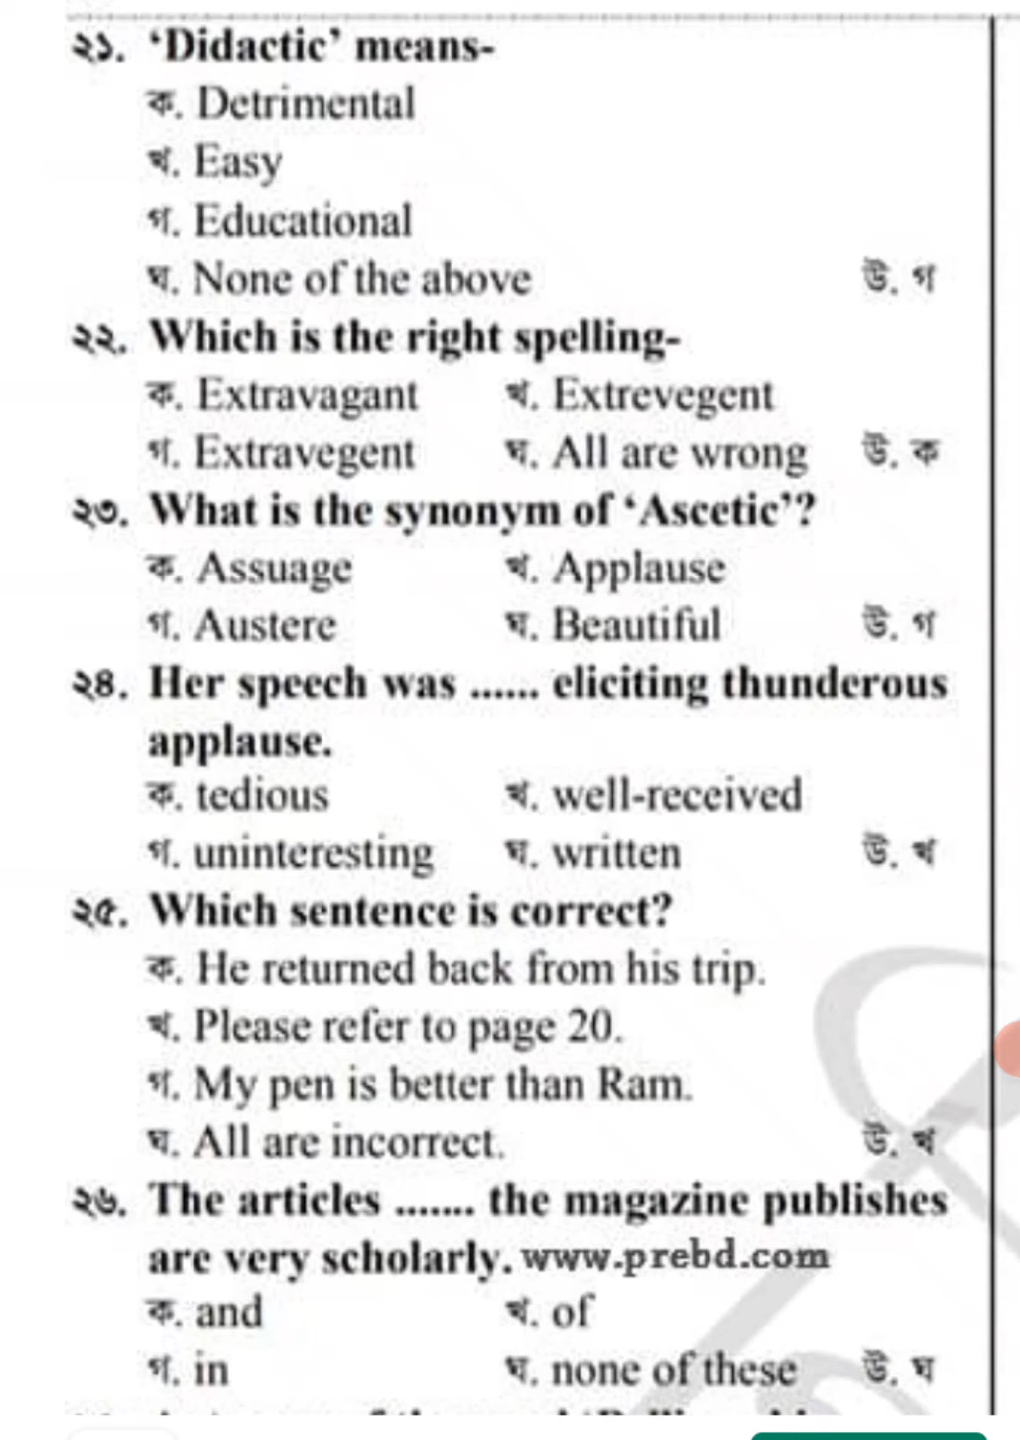 ২১. ‘Didactic’ means-
ক. Detrimental
খ. Easy
গ. Educational
ঘ. None of the above উ. গ
২২. Which is the right spelling-
ক. Extravagant খ. Extrevegent
গ. Extravegent ঘ. All are wrong উ. ক
২৩. What is the synonym of ‘Ascetic’?
ক. Assuage খ. Applause
গ. Austere ঘ. Beautiful উ. গ
২৪. Her speech was ...... eliciting thunderous
applause.
ক. tedious খ. well-received
গ. uninteresting ঘ. written উ. খ
২৫. Which sentence is correct?
ক. He returned back from his trip.
খ. Please refer to page 20.
গ. My pen is better than Ram.
ঘ. All are incorrect. উ. খ
২৬. The articles ....... the magazine publishes
are very scholarly. www.prebd.com
ক. and খ. of
গ. in ঘ. none of these উ. ঘ